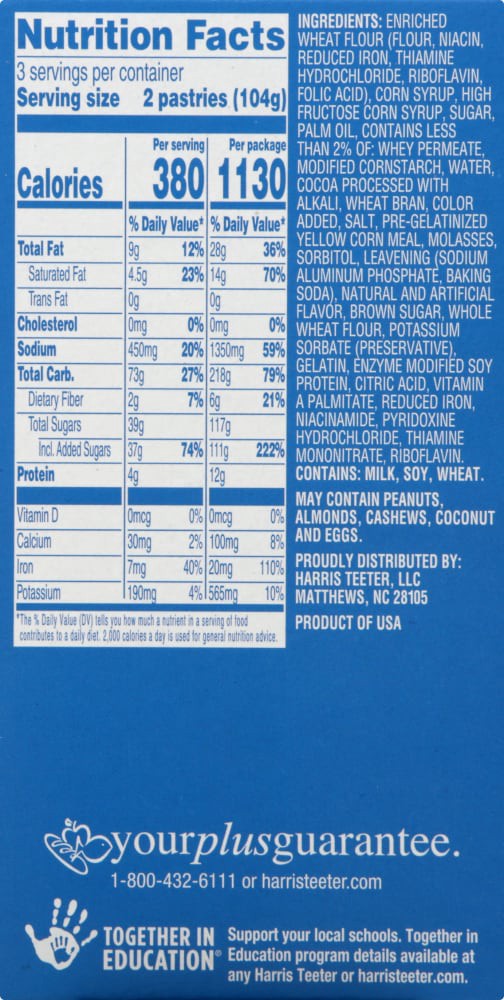 Nutrition Facts
3 servings per container
Serving size 2 pastries (104g)
Per serving Per package
Calories 380 1130
% Daily Value* % Daily Value*
Total Fat 9g 12% 28g 36%
Saturated Fat 4.5g 23% 14g 70%
Trans Fat 0g 0g
Cholesterol 0mg 0% 0mg 0%
Sodium 450mg 20% 1350mg 59%
Total Carb. 73g 27% 218g 79%
Dietary Fiber 2g 7% 6g 21%
Total Sugars 39g 117g
Incl. Added Sugars 37g 74% 111g 222%
Protein 4g 12g
Vitamin D 0mcg 0% 0mcg 0%
Calcium 30mg 2% 100mg 8%
Iron 7mg 40% 20mg 110%
Potassium 190mg 4% 565mg 10%
*The % Daily Value (DV) tells you how much a nutrient in a serving of food
contributes to a daily diet. 2,000 calories a day is used for general nutrition advice.
INGREDIENTS: ENRICHED
WHEAT FLOUR (FLOUR, NIACIN,
REDUCED IRON, THIAMINE
HYDROCHLORIDE, RIBOFLAVIN,
FOLIC ACID), CORN SYRUP, HIGH
FRUCTOSE CORN SYRUP, SUGAR,
PALM OIL, CONTAINS LESS
THAN 2% OF: WHEY PERMEATE,
MODIFIED CORNSTARCH, WATER,
COCOA PROCESSED WITH
ALKALI, WHEAT BRAN, COLOR
ADDED, SALT, PRE-GELATINIZED
YELLOW CORN MEAL, MOLASSES,
SORBITOL, LEAVENING (SODIUM
ALUMINUM PHOSPHATE, BAKING
SODA), NATURAL AND ARTIFICIAL
FLAVOR, BROWN SUGAR, WHOLE
WHEAT FLOUR, POTASSIUM
SORBATE (PRESERVATIVE),
GELATIN, ENZYME MODIFIED SOY
PROTEIN, CITRIC ACID, VITAMIN
A PALMITATE, REDUCED IRON,
NIACINAMIDE, PYRIDOXINE
HYDROCHLORIDE, THIAMINE
MONONITRATE, RIBOFLAVIN.
CONTAINS: MILK, SOY, WHEAT.
MAY CONTAIN PEANUTS,
ALMONDS, CASHEWS, COCONUT
AND EGGS.
PROUDLY DISTRIBUTED BY:
HARRIS TEETER, LLC
MATTHEWS, NC 28105
PRODUCT OF USA
yourplusguarantee.
1-800-432-6111 or harristeeter.com
TOGETHER IN
EDUCATION®
Support your local schools. Together in
Education program details available at
any Harris Teeter or harristeeter.com.